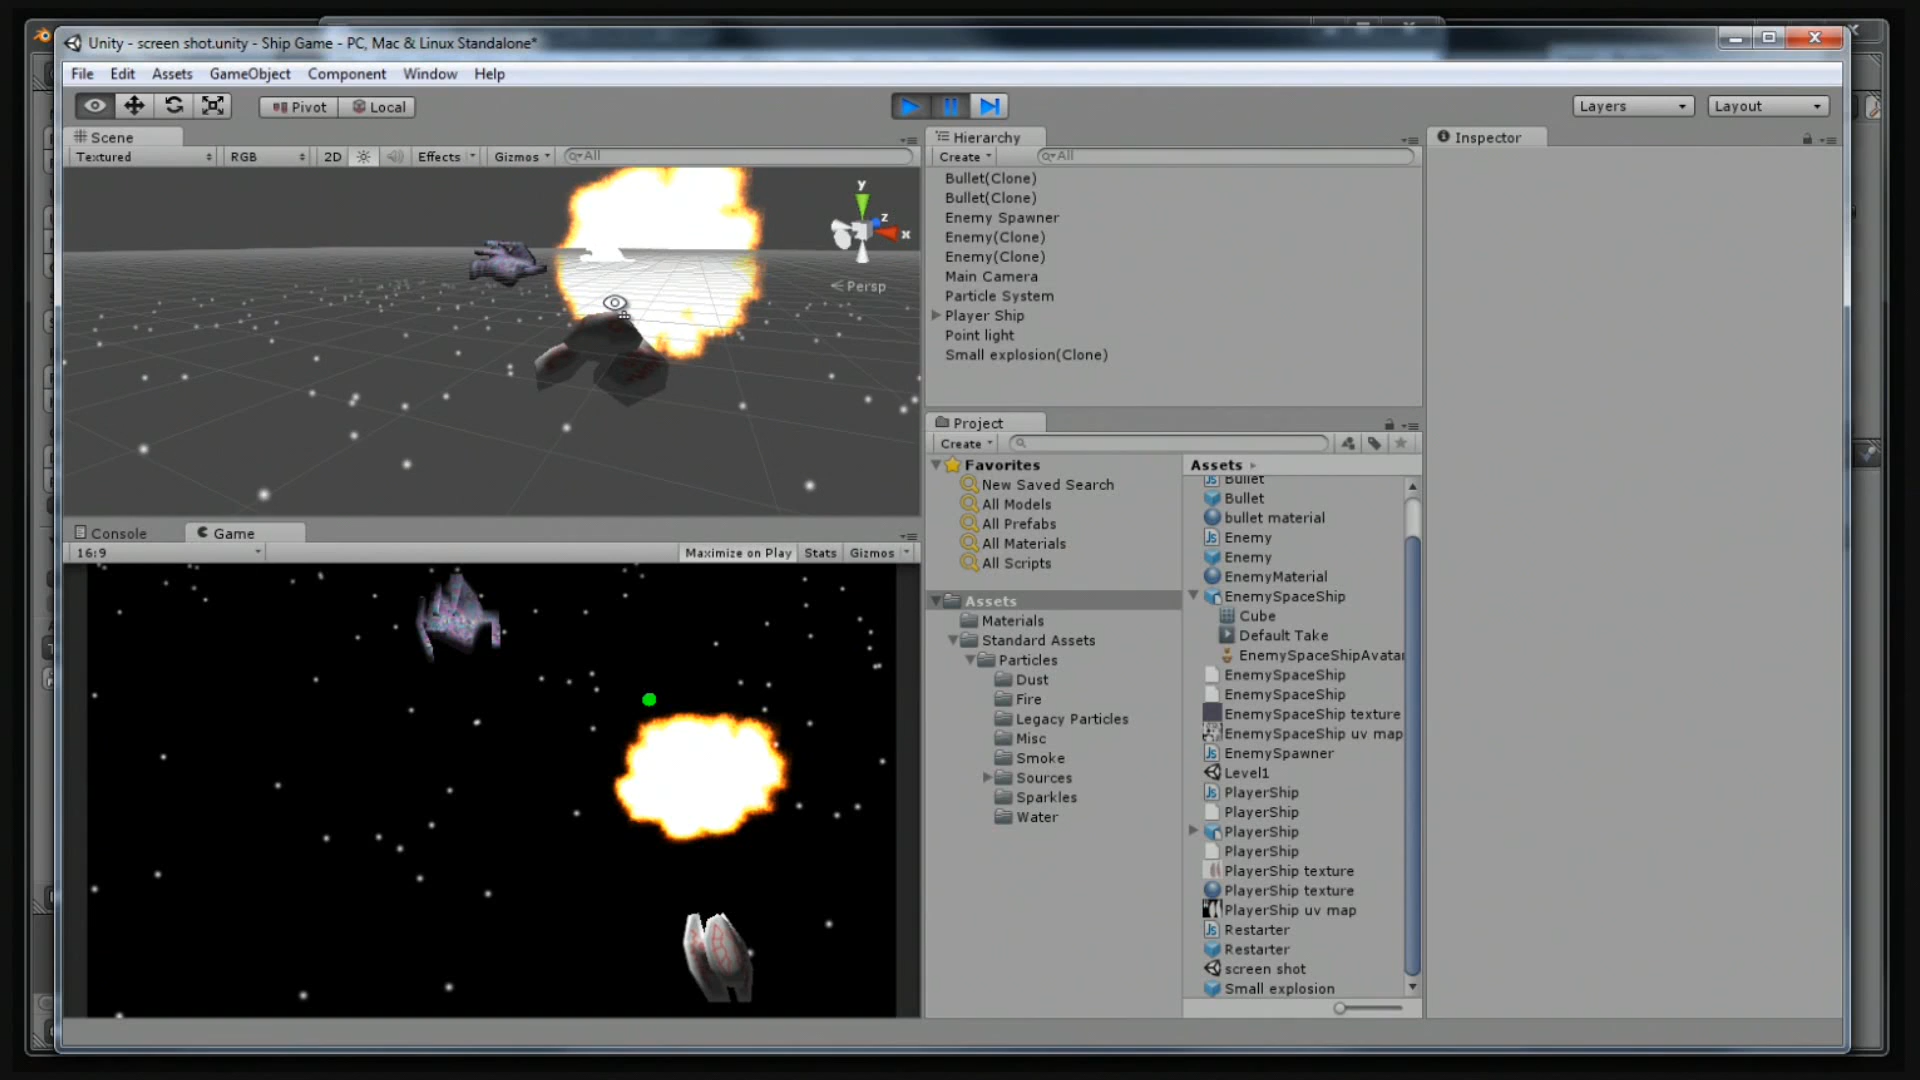 Unity - screen shot.unity - Ship Game - PC, Mac & Linux Standalone*
File Edit Assets GameObject Component Window Help
Pivot Local Layers Layout
Scene
Textured RGB 2D Effects Gizmos All
y
z
x
Persp
Hierarchy
Create All
Bullet(Clone)
Bullet(Clone)
Enemy Spawner
Enemy(Clone)
Enemy(Clone)
Main Camera
Particle System
Player Ship
Point light
Small explosion(Clone)
Inspector
Console Game
16:9 Maximize on Play Stats Gizmos
Project
Create
Favorites
New Saved Search
All Models
All Prefabs
All Materials
All Scripts
Assets
Materials
Standard Assets
Particles
Dust
Fire
Legacy Particles
Misc
Smoke
Sources
Sparkles
Water
Assets
Bullet
Bullet
bullet material
Enemy
Enemy
EnemyMaterial
EnemySpaceShip
Cube
Default Take
EnemySpaceShipAvatar
EnemySpaceShip
EnemySpaceShip
EnemySpaceShip texture
EnemySpaceShip uv map
EnemySpawner
Level1
PlayerShip
PlayerShip
PlayerShip
PlayerShip
PlayerShip texture
PlayerShip texture
PlayerShip uv map
Restarter
Restarter
screen shot
Small explosion